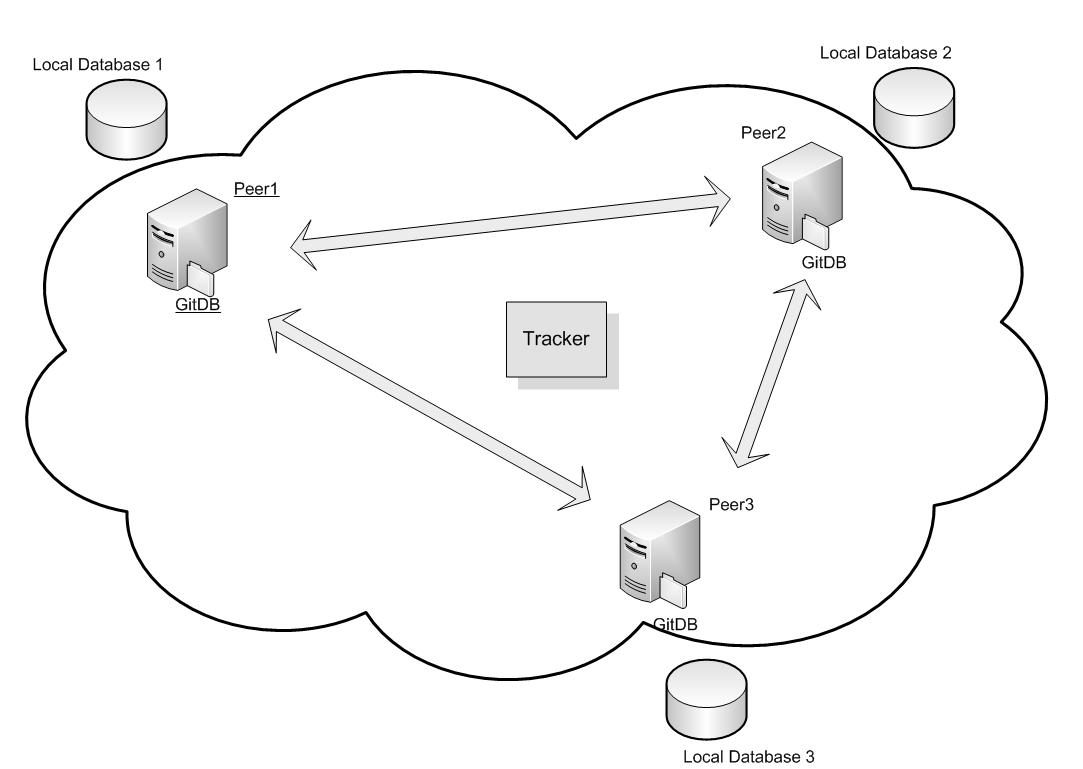 Local Database 1
Local Database 2
Peer2
Peer1
GitDB
GitDB
Tracker
Peer3
GitDB
Local Database 3